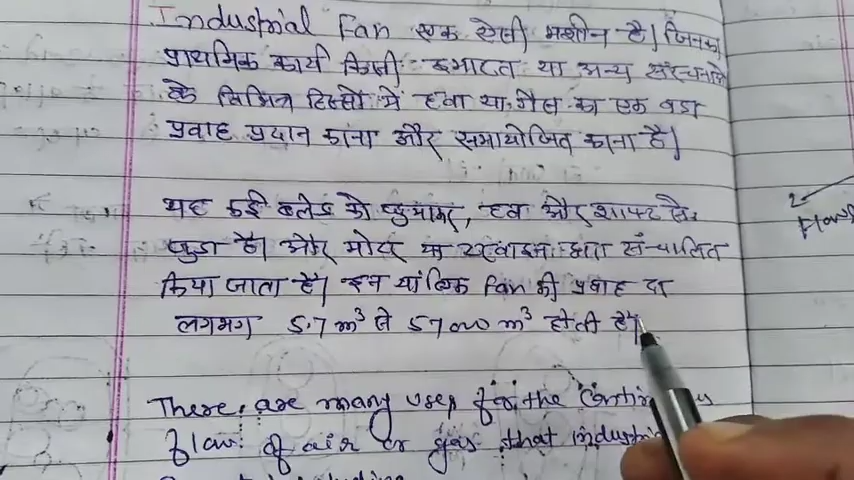 Industrial Fan एक ऐसी मशीन है। जिनका
प्राथमिक कार्य किसी इमारत या अन्य संरचनाओ
के विभिन्न हिस्सो में हवा या गैस का एक बडा
प्रवाह प्रदान करना और समायोजित करना है।
यह कई ब्लेड को घुमाकर, हब और शाफ्ट से
जुडा है। और मोटर या टरबाइन द्वारा संचालित
किया जाता है। इन यांत्रिक fan की प्रवाह दर
लगभग 5.7 m³ से 57000 m³ होती है।
There are many uses for the
flow of air or gas that